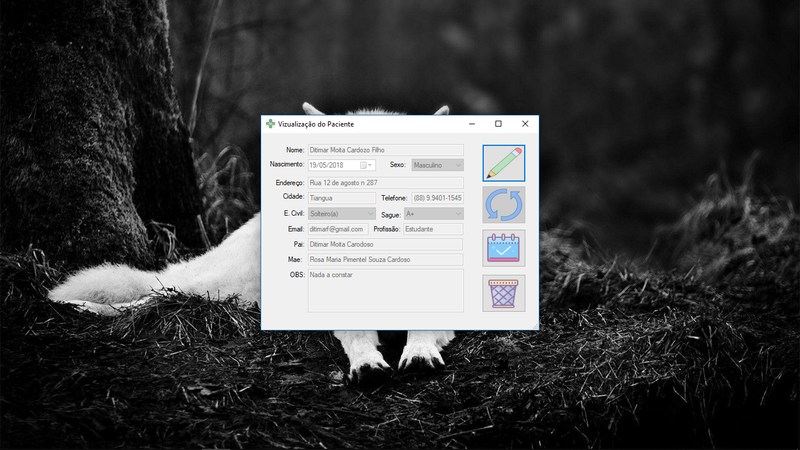 Vizualização do Paciente
Nome: Ditimar Moita Cardozo Filho
Nascimento: 19/05/2018 Sexo: Masculino
Endereço: Rua 12 de agosto n 287
Cidade: Tiangua Telefone: (88) 9.9401-1545
E. Civil: Solteiro(a) Sague: A+
Email: ditimarf@gmail.com Profissão: Estudante
Pai: Ditimar Moita Carodoso
Mae: Rosa Maria Pimentel Souza Cardoso
OBS: Nada a constar